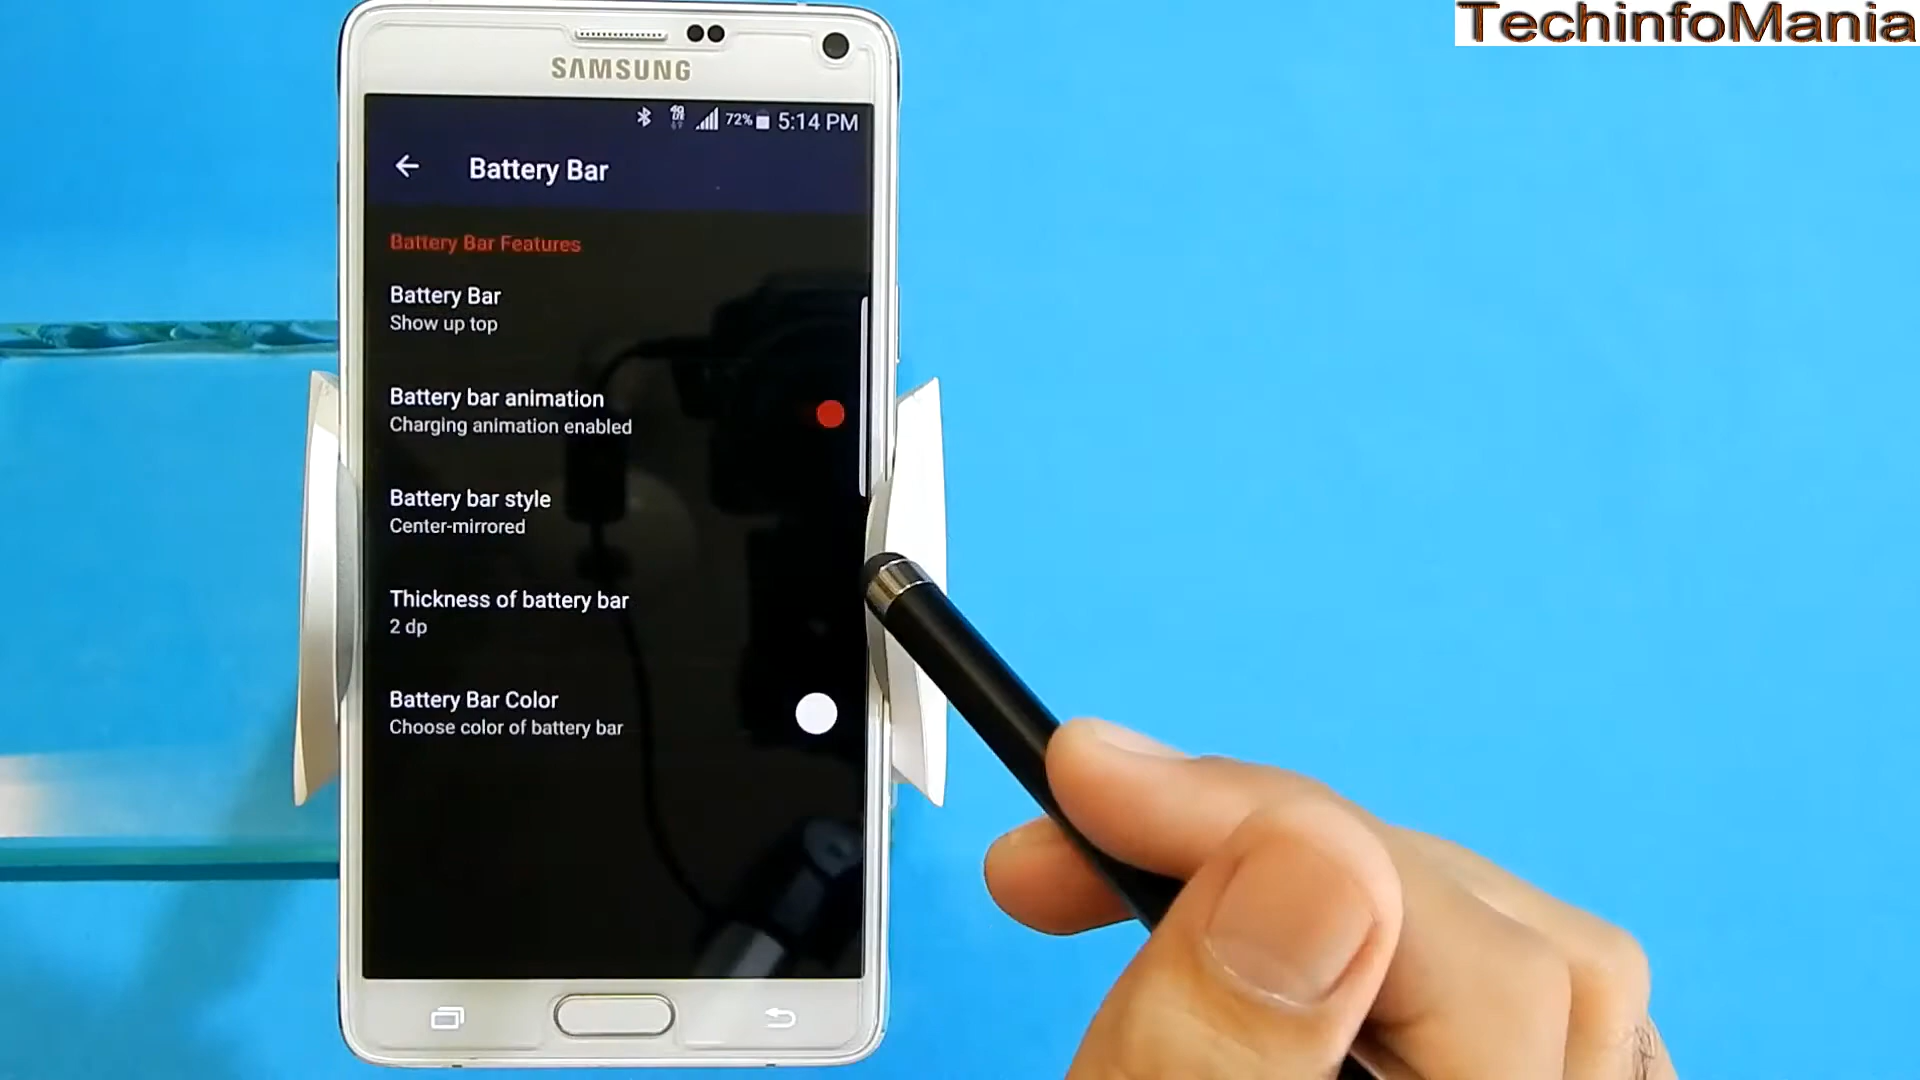 TechinfoMania
SAMSUNG
72% 5:14 PM
Battery Bar
Battery Bar Features
Battery Bar
Show up top
Battery bar animation
Charging animation enabled
Battery bar style
Center-mirrored
Thickness of battery bar
2 dp
Battery Bar Color
Choose color of battery bar